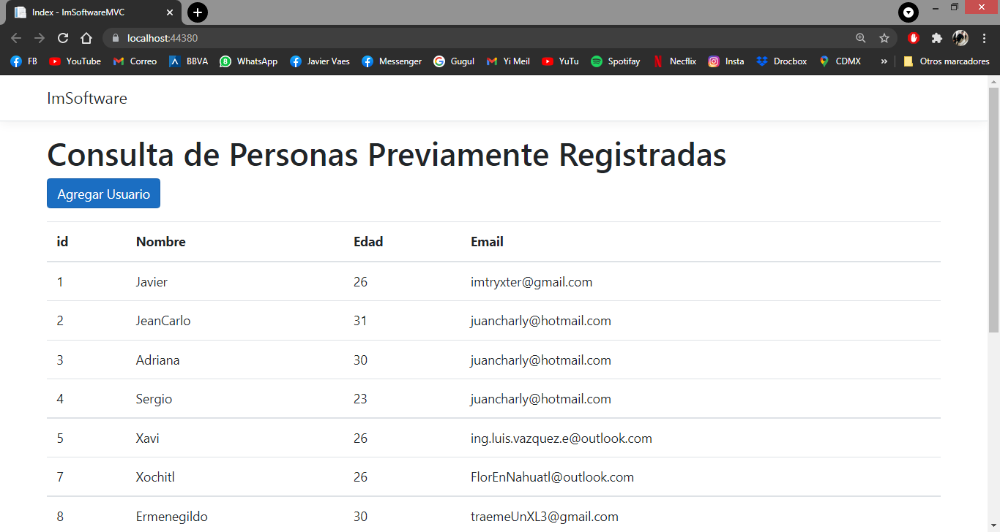 Index - ImSoftwareMVC
localhost:44380
FB YouTube Correo BBVA WhatsApp Javier Vaes Messenger Gugul Yi Meil YuTu Spotifay Necflix Insta Drocbox CDMX » Otros marcadores
ImSoftware
Consulta de Personas Previamente Registradas
Agregar Usuario
id Nombre Edad Email
1 Javier 26 imtryxter@gmail.com
2 JeanCarlo 31 juancharly@hotmail.com
3 Adriana 30 juancharly@hotmail.com
4 Sergio 23 juancharly@hotmail.com
5 Xavi 26 ing.luis.vazquez.e@outlook.com
7 Xochitl 26 FlorEnNahuatl@outlook.com
8 Ermenegildo 30 traemeUnXL3@gmail.com